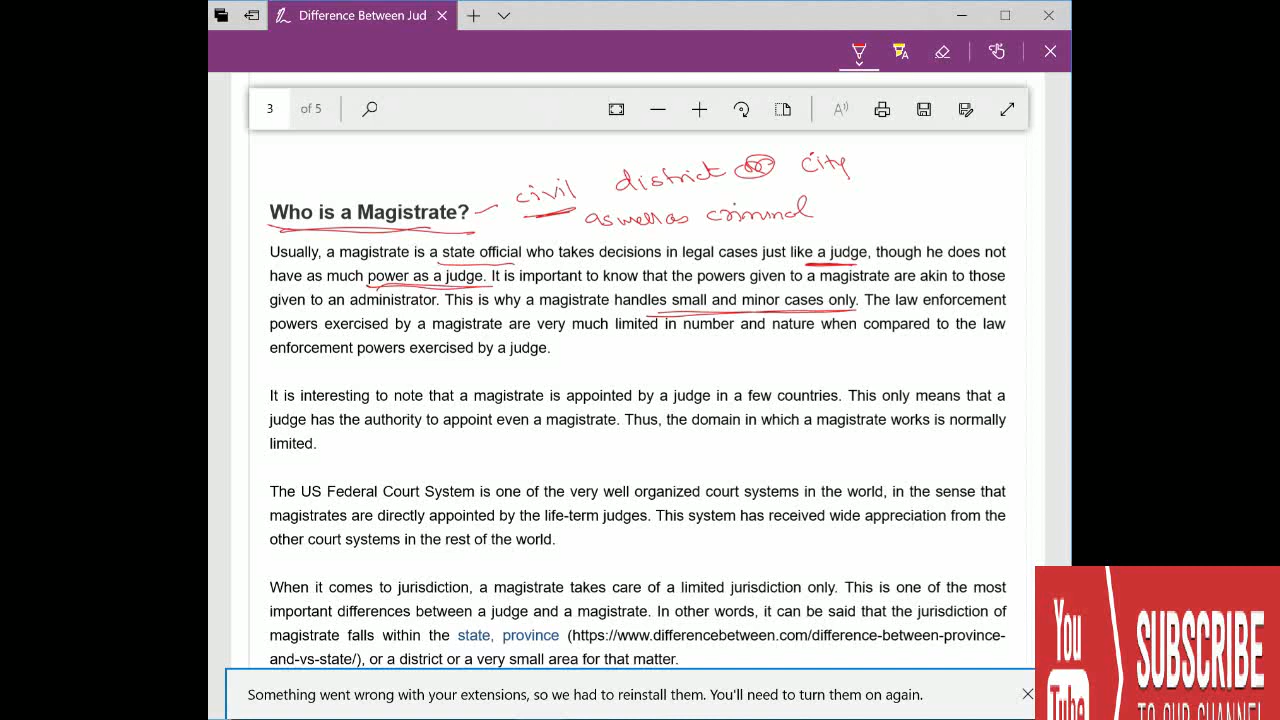 Difference Between Jud
3 of 5
civil district or city
Who is a Magistrate?
as well as criminal
Usually, a magistrate is a state official who takes decisions in legal cases just like a judge, though he does not
have as much power as a judge. It is important to know that the powers given to a magistrate are akin to those
given to an administrator. This is why a magistrate handles small and minor cases only. The law enforcement
powers exercised by a magistrate are very much limited in number and nature when compared to the law
enforcement powers exercised by a judge.
It is interesting to note that a magistrate is appointed by a judge in a few countries. This only means that a
judge has the authority to appoint even a magistrate. Thus, the domain in which a magistrate works is normally
limited.
The US Federal Court System is one of the very well organized court systems in the world, in the sense that
magistrates are directly appointed by the life-term judges. This system has received wide appreciation from the
other court systems in the rest of the world.
When it comes to jurisdiction, a magistrate takes care of a limited jurisdiction only. This is one of the most
important differences between a judge and a magistrate. In other words, it can be said that the jurisdiction of
magistrate falls within the state, province (https://www.differencebetween.com/difference-between-province-
and-vs-state/), or a district or a very small area for that matter.
Something went wrong with your extensions, so we had to reinstall them. You'll need to turn them on again.
You Tube
SUBSCRIBE
TO OUR CHANNEL